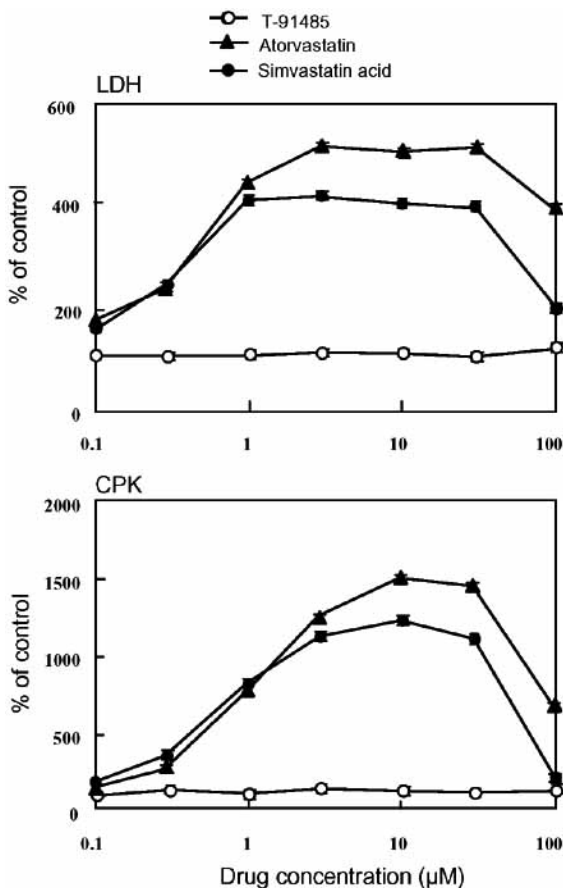 T-91485
Atorvastatin
Simvastatin acid
LDH
600
400
200
0
% of control
0.1 1 10 100
CPK
2000
1500
1000
500
0
% of control
0.1 1 10 100
Drug concentration (µM)